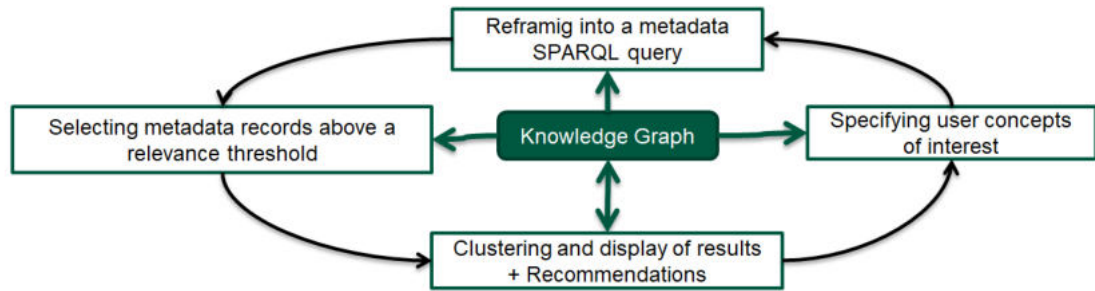 Reframig into a metadata
SPARQL query
Selecting metadata records above a
relevance threshold
Knowledge Graph
Specifying user concepts
of interest
Clustering and display of results
+ Recommendations